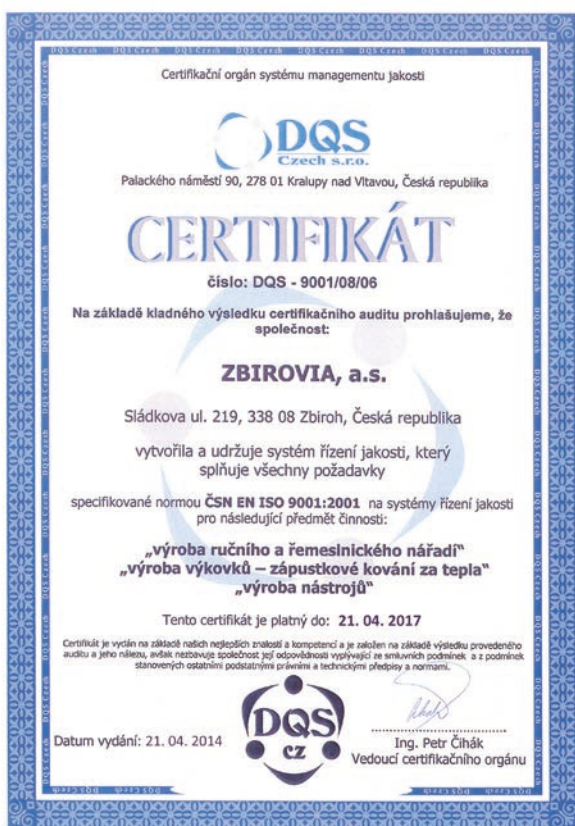 Certifikační orgán systému managementu jakosti
DQS
Czech s.r.o.
Palackého náměstí 90, 278 01 Kralupy nad Vltavou, Česká republika
CERTIFIKÁT
číslo: DQS - 9001/08/06
Na základě kladného výsledku certifikačního auditu prohlašujeme, že
společnost:
ZBIROVIA, a.s.
Sládkova ul. 219, 338 08 Zbiroh, Česká republika
vytvořila a udržuje systém řízení jakosti, který
splňuje všechny požadavky
specifikované normou ČSN EN ISO 9001:2001 na systémy řízení jakosti
pro následující předmět činnosti:
„výroba ručního a řemeslnického nářadí"
„výroba výkovků – zápustkové kování za tepla"
„výroba nástrojů"
Tento certifikát je platný do: 21. 04. 2017
Certifikát je vydán na základě našich nejlepších znalostí a kompetencí a je založen na základě výsledku provedeného
auditu a jeho nálezu, avšak nezbavuje společnost její odpovědnosti vyplývající ze smluvních podmínek a z podmínek
stanovených ostatními podstatnými právními a technickými předpisy a normami.
DQS
cz
Datum vydání: 21. 04. 2014
Ing. Petr Čihák
Vedoucí certifikačního orgánu